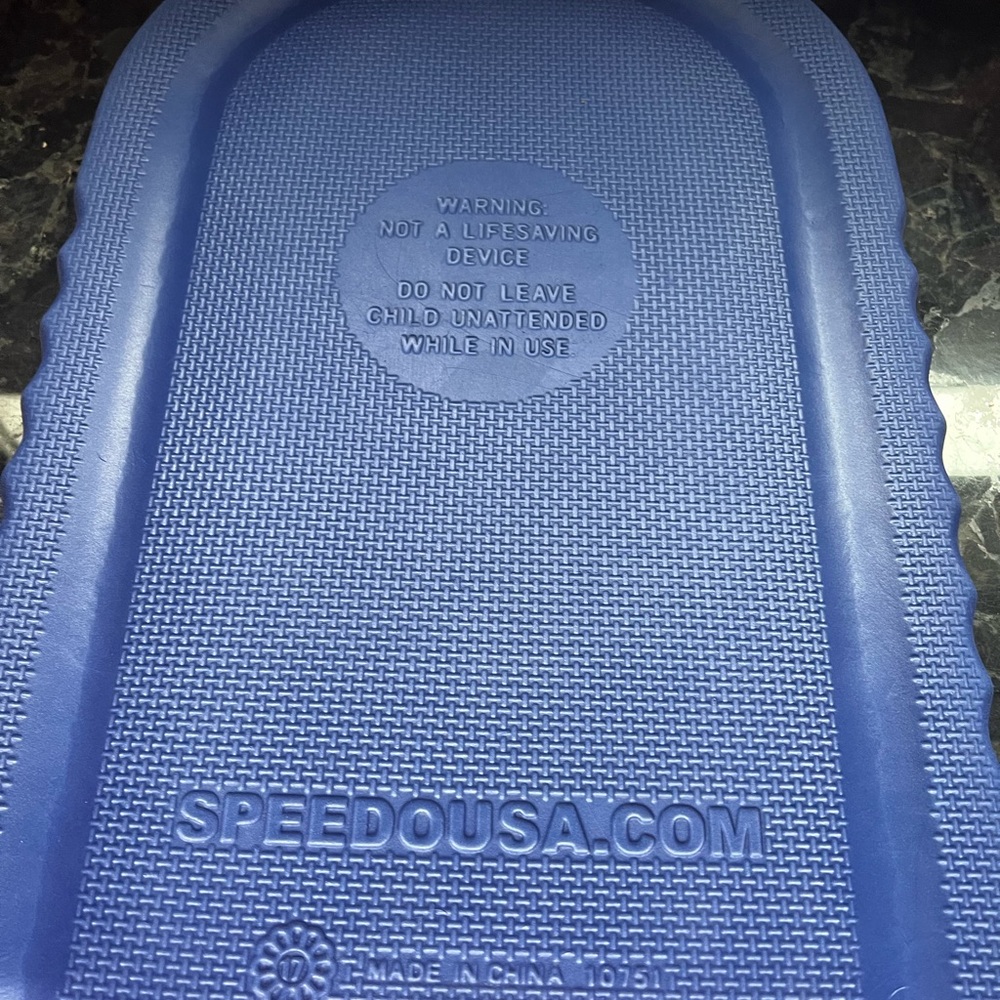 WARNING:
NOT A LIFESAVING
DEVICE
DO NOT LEAVE
CHILD UNATTENDED
WHILE IN USE
SPEEDOUSA.COM
17 MADE IN CHINA 10751